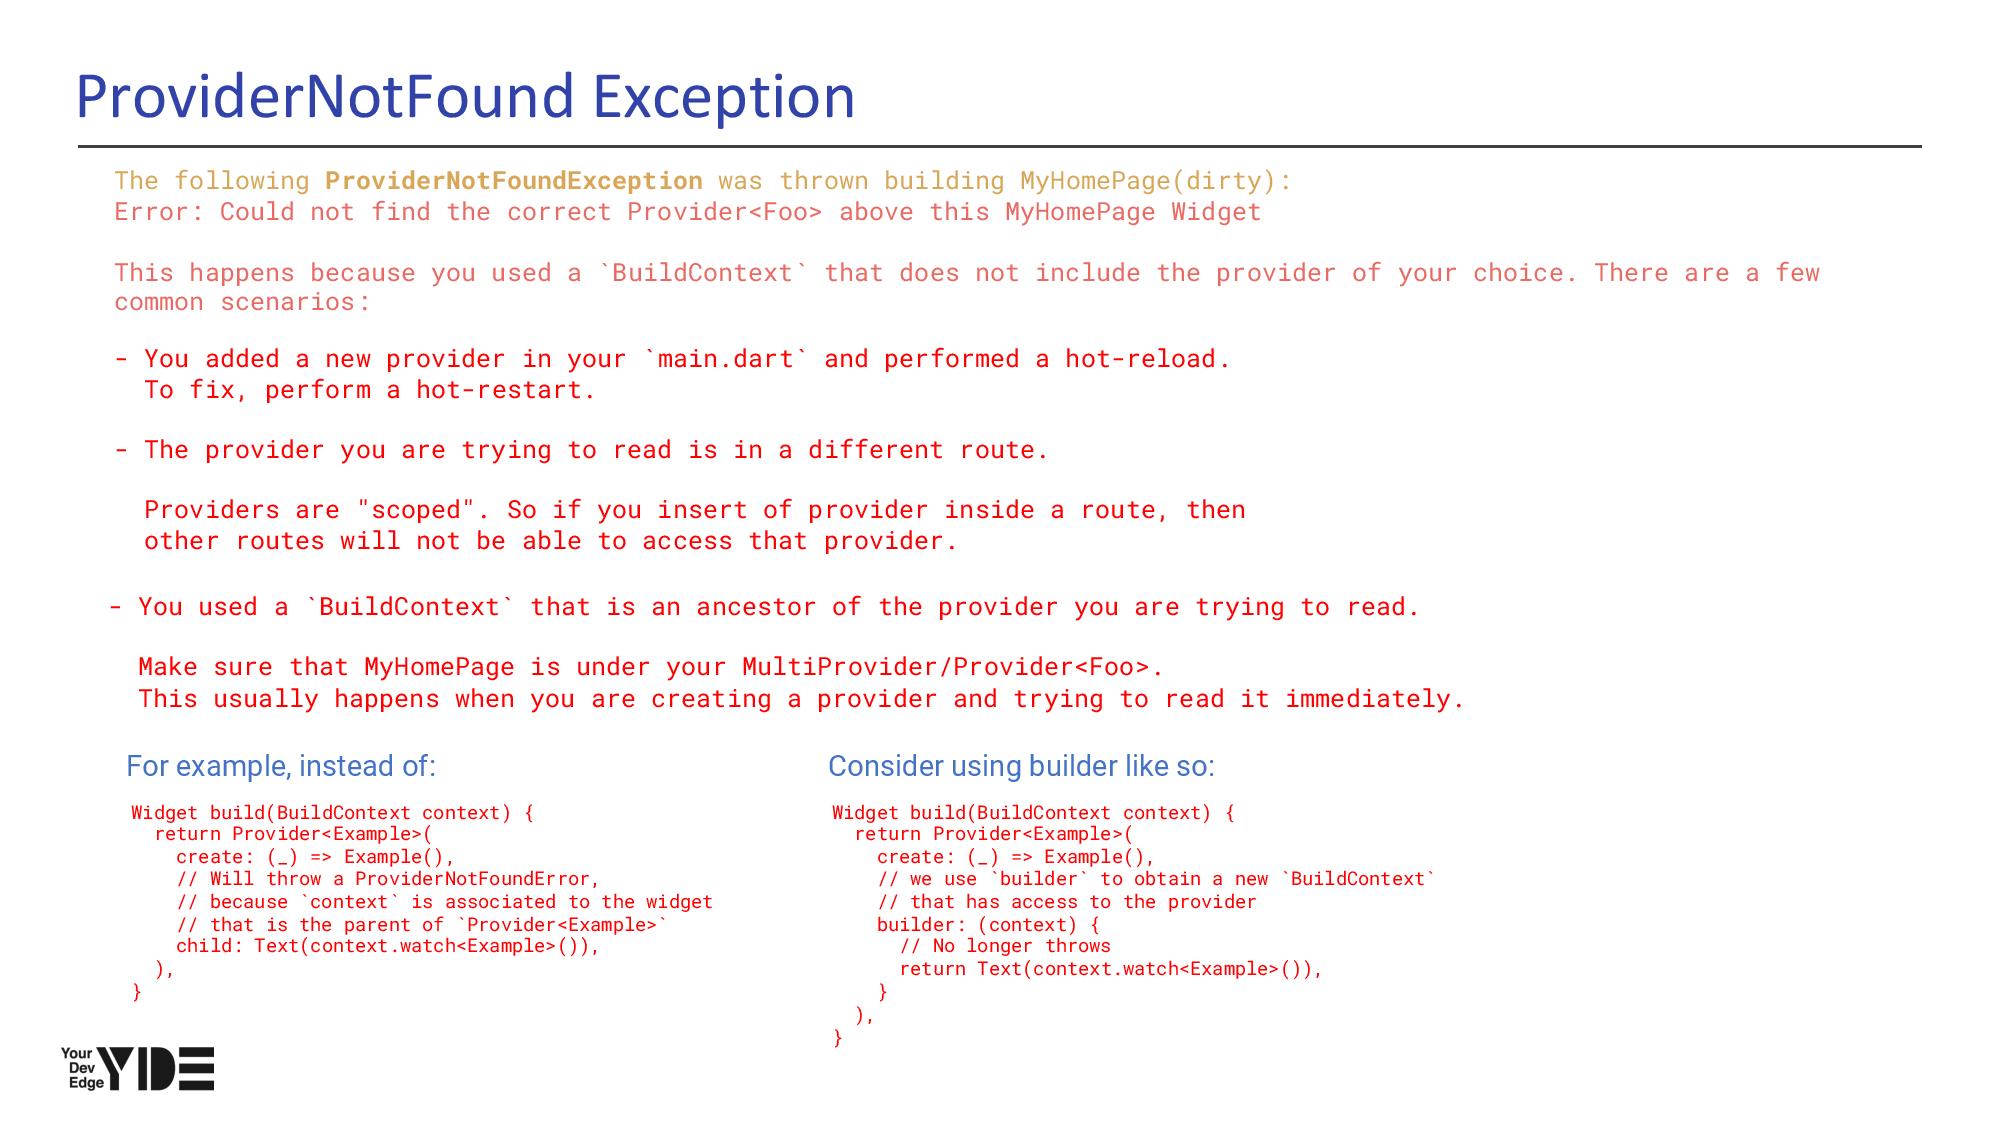 ProviderNotFound Exception
The following ProviderNotFoundException was thrown building MyHomePage(dirty):
Error: Could not find the correct Provider<Foo> above this MyHomePage Widget
This happens because you used a `BuildContext` that does not include the provider of your choice. There are a few
common scenarios:
- You added a new provider in your `main.dart` and performed a hot-reload.
To fix, perform a hot-restart.
- The provider you are trying to read is in a different route.
Providers are "scoped". So if you insert of provider inside a route, then
other routes will not be able to access that provider.
- You used a `BuildContext` that is an ancestor of the provider you are trying to read.
Make sure that MyHomePage is under your MultiProvider/Provider<Foo>.
This usually happens when you are creating a provider and trying to read it immediately.
For example, instead of:
Widget build(BuildContext context) {
  return Provider<Example>(
    create: (_) => Example(),
    // Will throw a ProviderNotFoundError,
    // because `context` is associated to the widget
    // that is the parent of `Provider<Example>`
    child: Text(context.watch<Example>()),
  ),
}
Consider using builder like so:
Widget build(BuildContext context) {
  return Provider<Example>(
    create: (_) => Example(),
    // we use `builder` to obtain a new `BuildContext`
    // that has access to the provider
    builder: (context) {
      // No longer throws
      return Text(context.watch<Example>()),
    }
  ),
}
Your
Dev
Edge
YDE